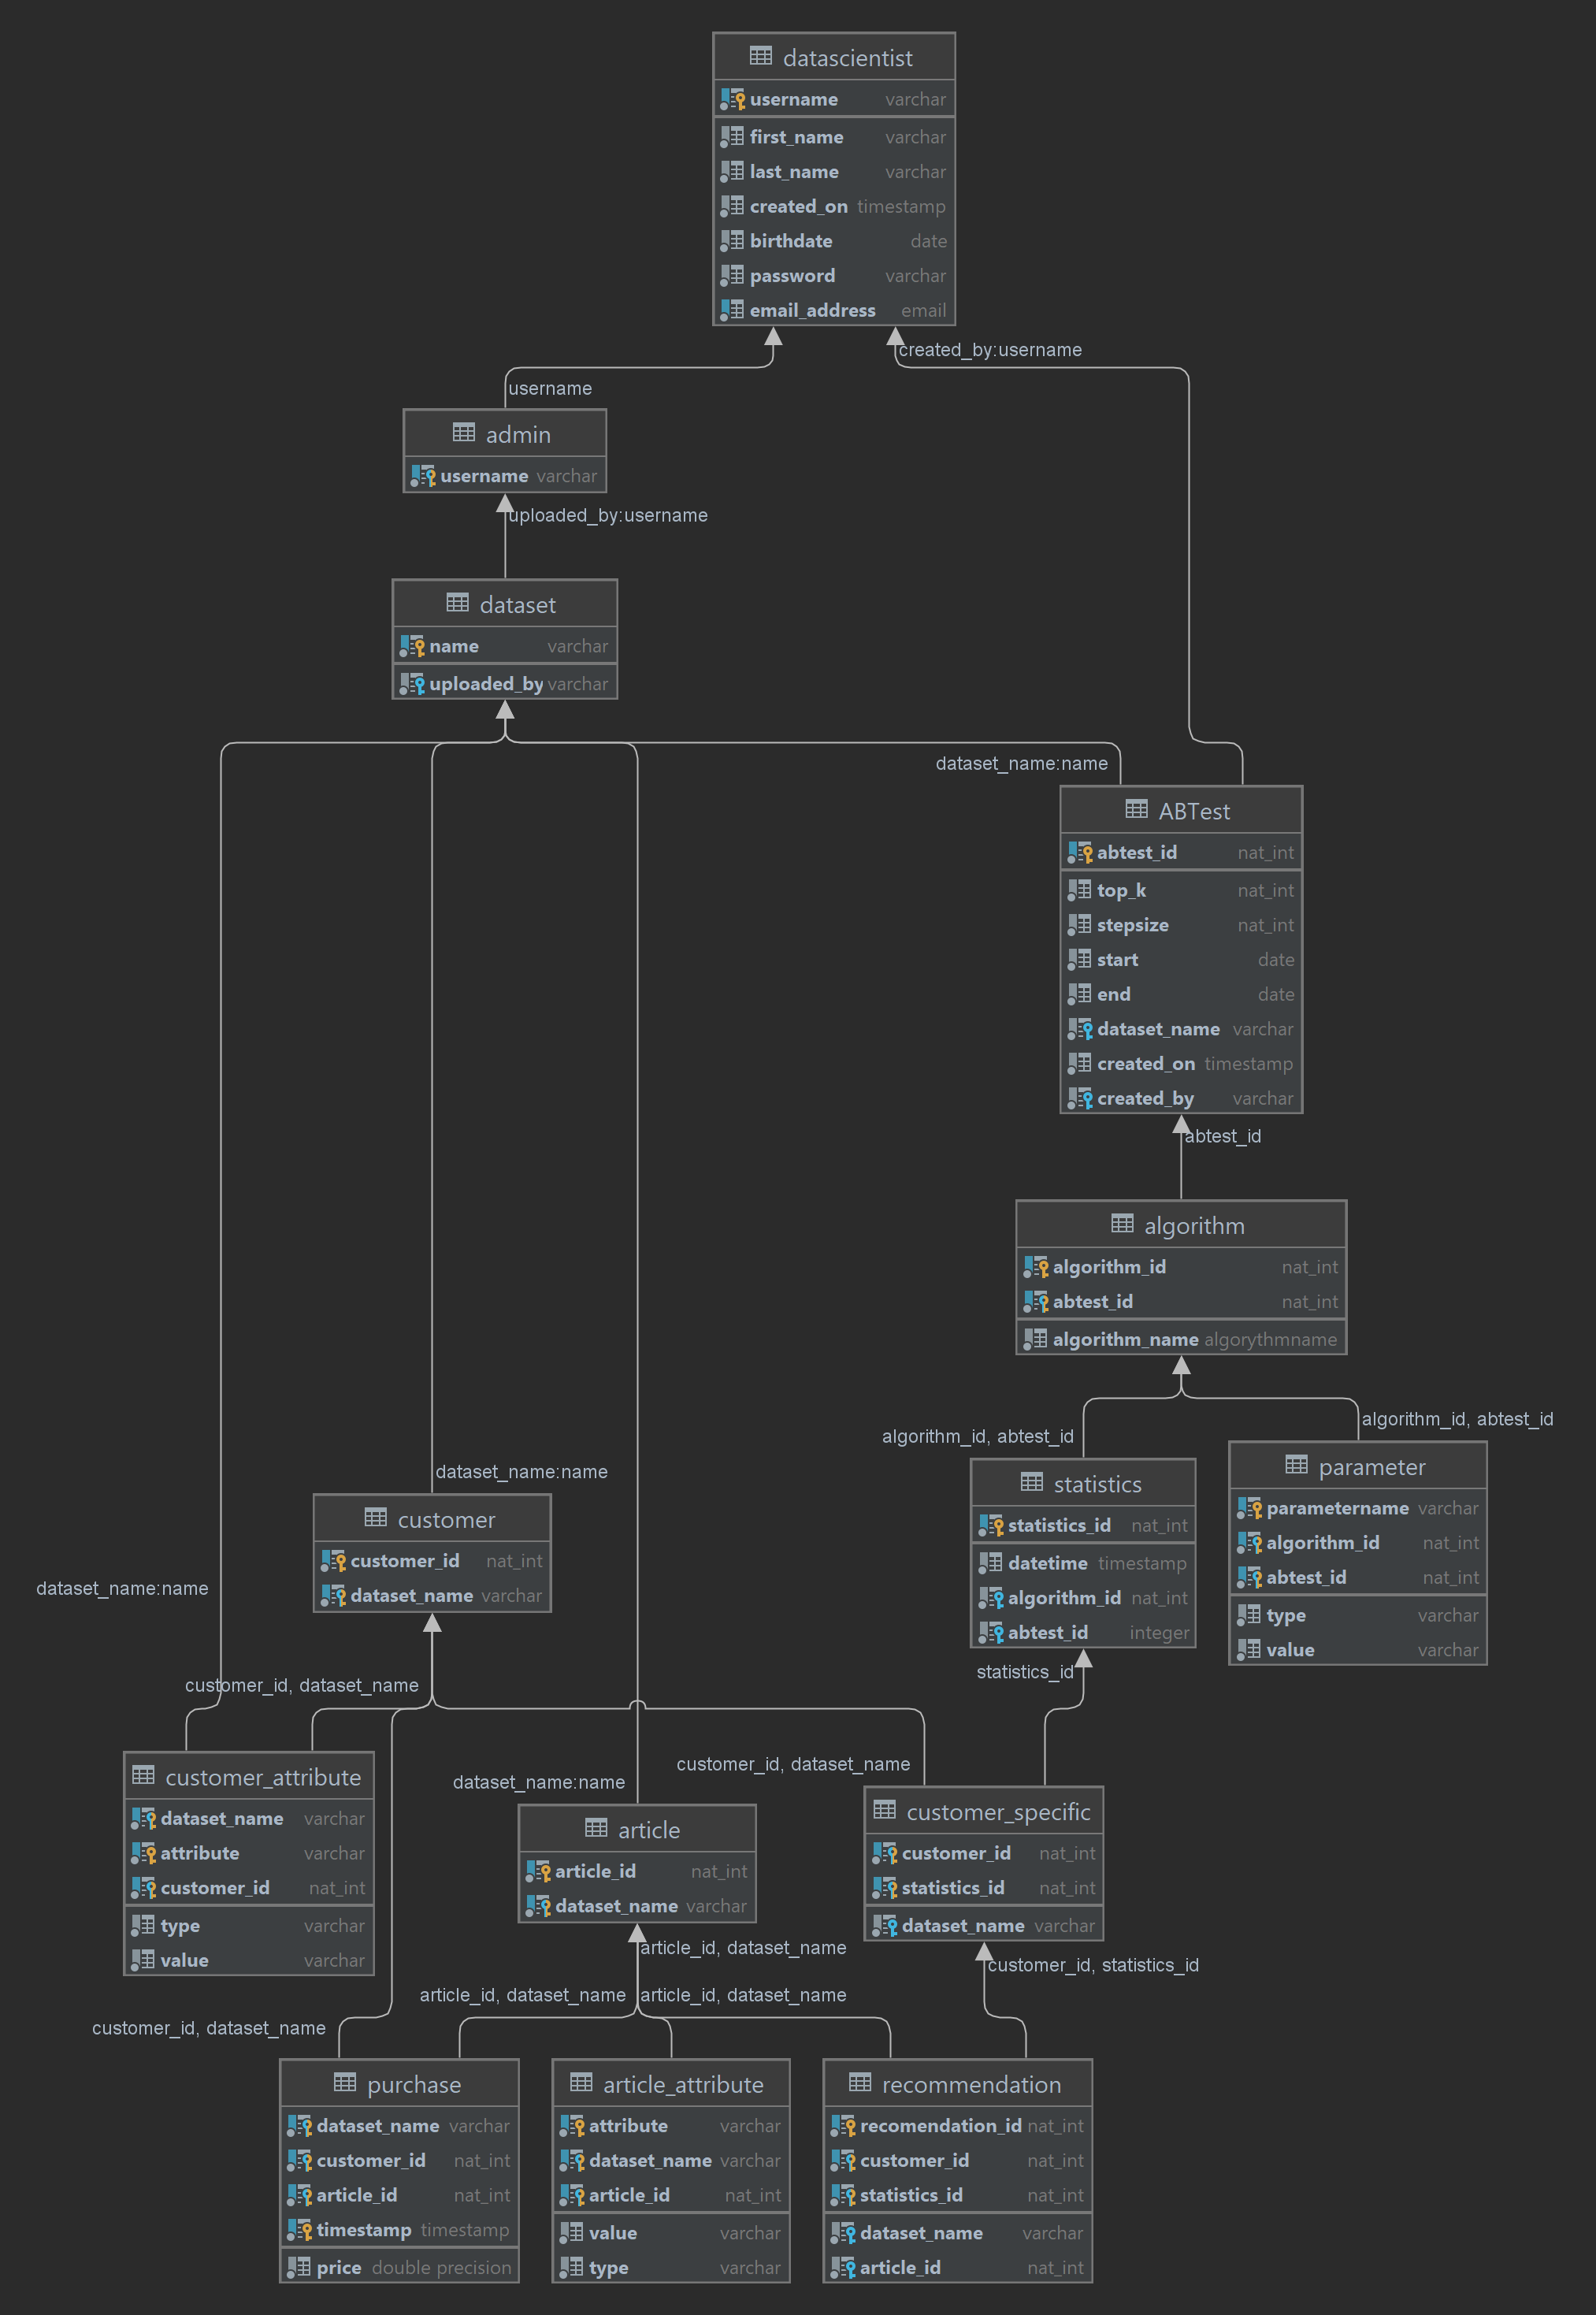 datascientist
username varchar
first_name varchar
last_name varchar
created_on timestamp
birthdate date
password varchar
email_address email
created_by:username
username
admin
username varchar
uploaded_by:username
dataset
name varchar
uploaded_by varchar
dataset_name:name
ABTest
abtest_id nat_int
top_k nat_int
stepsize nat_int
start date
end date
dataset_name varchar
created_on timestamp
created_by varchar
abtest_id
algorithm
algorithm_id nat_int
abtest_id nat_int
algorithm_name algorythmname
algorithm_id, abtest_id
algorithm_id, abtest_id
statistics
statistics_id nat_int
datetime timestamp
algorithm_id nat_int
abtest_id integer
parameter
parametername varchar
algorithm_id nat_int
abtest_id nat_int
type varchar
value varchar
dataset_name:name
customer
customer_id nat_int
dataset_name varchar
dataset_name:name
customer_id, dataset_name
statistics_id
customer_attribute
dataset_name varchar
attribute varchar
customer_id nat_int
type varchar
value varchar
dataset_name:name
article
article_id nat_int
dataset_name varchar
customer_id, dataset_name
customer_specific
customer_id nat_int
statistics_id nat_int
dataset_name varchar
article_id, dataset_name
customer_id, statistics_id
article_id, dataset_name
article_id, dataset_name
customer_id, dataset_name
purchase
dataset_name varchar
customer_id nat_int
article_id nat_int
timestamp timestamp
price double precision
article_attribute
attribute varchar
dataset_name varchar
article_id nat_int
value varchar
type varchar
recommendation
recomendation_id nat_int
customer_id nat_int
statistics_id nat_int
dataset_name varchar
article_id nat_int